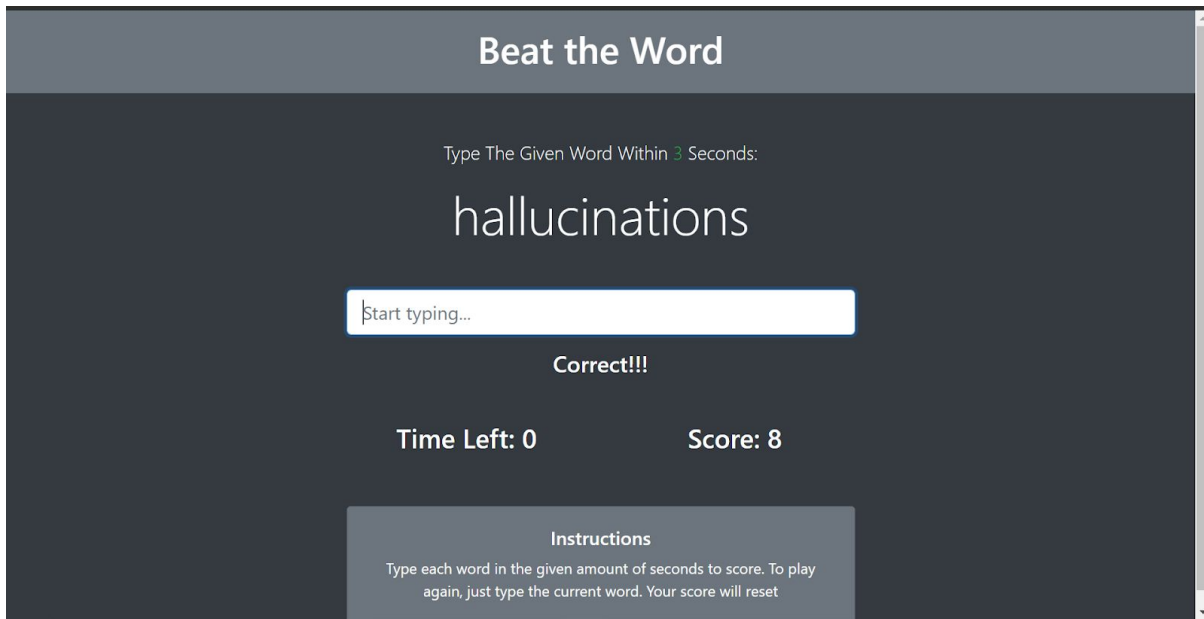 Beat the Word
Type The Given Word Within 3 Seconds:
hallucinations
Start typing...
Correct!!!
Time Left: 0 Score: 8
Instructions
Type each word in the given amount of seconds to score. To play
again, just type the current word. Your score will reset